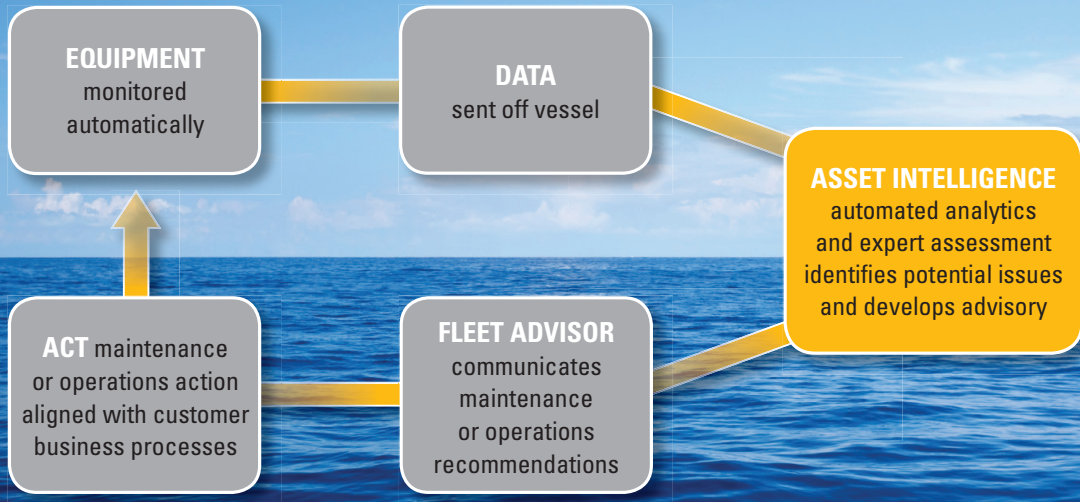 EQUIPMENT
monitored
automatically
DATA
sent off vessel
ASSET INTELLIGENCE
automated analytics
and expert assessment
identifies potential issues
and develops advisory
FLEET ADVISOR
communicates
maintenance
or operations
recommendations
ACT maintenance
or operations action
aligned with customer
business processes